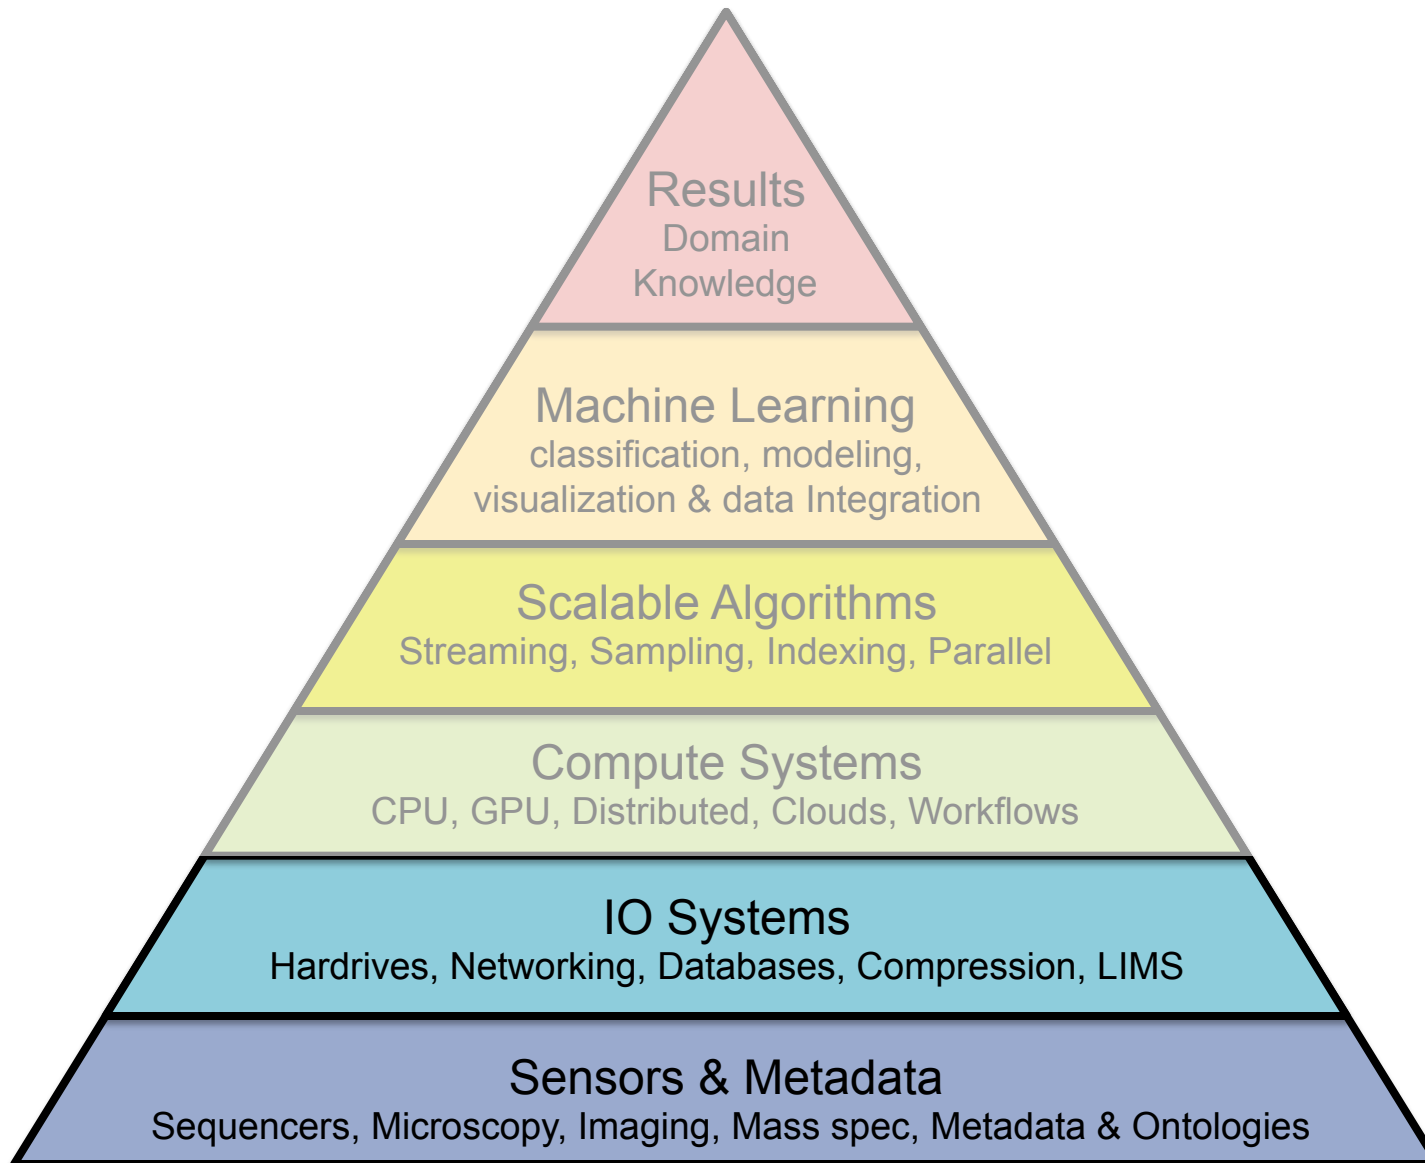 Results
Domain
Knowledge
Machine Learning
classification, modeling,
visualization & data Integration
Scalable Algorithms
Streaming, Sampling, Indexing, Parallel
Compute Systems
CPU, GPU, Distributed, Clouds, Workflows
IO Systems
Hardrives, Networking, Databases, Compression, LIMS
Sensors & Metadata
Sequencers, Microscopy, Imaging, Mass spec, Metadata & Ontologies